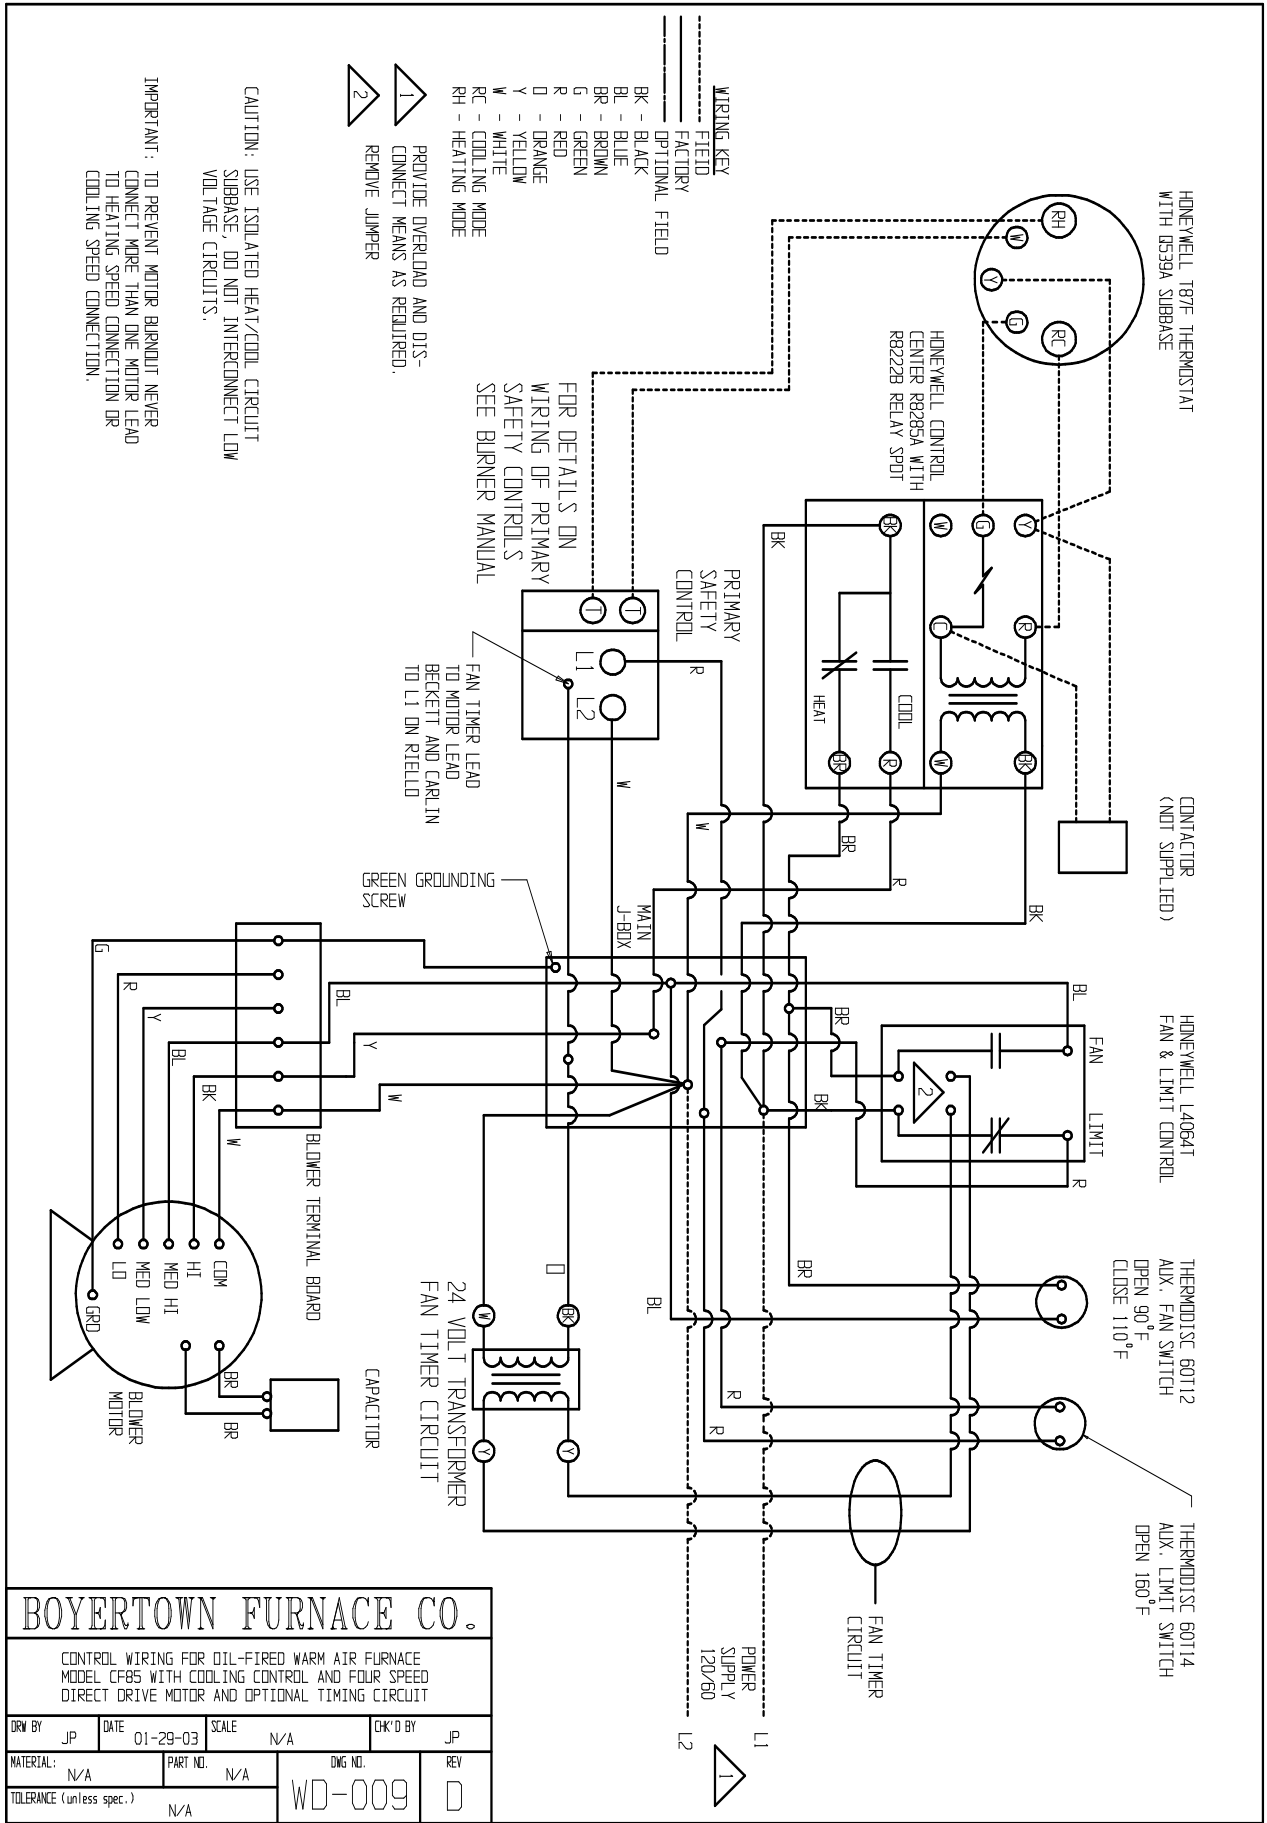 WIRING KEY
FIELD
FACTORY
OPTIONAL FIELD
BK - BLACK
BL - BLUE
BR - BROWN
G - GREEN
R - RED
O - ORANGE
Y - YELLOW
W - WHITE
RC - COOLING MODE
RH - HEATING MODE
1
PROVIDE OVERLOAD AND DIS-
CONNECT MEANS AS REQUIRED.
2
REMOVE JUMPER
CAUTION: USE ISOLATED HEAT/COOL CIRCUIT
SUBBASE, DO NOT INTERCONNECT LOW
VOLTAGE CIRCUITS.
IMPORTANT: TO PREVENT MOTOR BURNOUT NEVER
CONNECT MORE THAN ONE MOTOR LEAD
TO HEATING SPEED CONNECTION OR
COOLING SPEED CONNECTION.
HONEYWELL T87F THERMOSTAT
WITH Q539A SUBBASE
RH
W
Y
G
RC
HONEYWELL CONTROL
CENTER R8285A WITH
R8222B RELAY SPDT
BK
W
G
Y
C
R
COOL
HEAT
BR
R
W
BK
BK
FOR DETAILS ON
WIRING OF PRIMARY
SAFETY CONTROLS
SEE BURNER MANUAL
PRIMARY
SAFETY
CONTROL
T
T
L1
L2
R
W
FAN TIMER LEAD
TO MOTOR LEAD
BECKETT AND CARLIN
TO L1 ON RIELLO
CONTACTOR
(NOT SUPPLIED)
W
BR
R
BK
GREEN GROUNDING
SCREW
MAIN
J-BOX
HONEYWELL L4064T
FAN & LIMIT CONTROL
BL
FAN
LIMIT
R
BR
BK
2
G
R
Y
BL
BK
W
BL
Y
W
BLOWER TERMINAL BOARD
COM
HI
MED HI
MED LOW
LO
GRD
BLOWER
MOTOR
BR
BR
CAPACITOR
O
W
BK
Y
Y
24 VOLT TRANSFORMER
FAN TIMER CIRCUIT
BL
BR
R
R
THERMODISC 60T12
AUX. FAN SWITCH
OPEN 90°F
CLOSE 110°F
THERMODISC 60T14
AUX. LIMIT SWITCH
OPEN 160°F
FAN TIMER
CIRCUIT
POWER
SUPPLY
120/60
L1
L2
1
BOYERTOWN FURNACE CO.
CONTROL WIRING FOR OIL-FIRED WARM AIR FURNACE
MODEL CF85 WITH COOLING CONTROL AND FOUR SPEED
DIRECT DRIVE MOTOR AND OPTIONAL TIMING CIRCUIT
DRW BY JP
DATE 01-29-03
SCALE N/A
CHK'D BY JP
MATERIAL: N/A
PART NO. N/A
DWG NO. WD-009
REV D
TOLERANCE (unless spec.) N/A